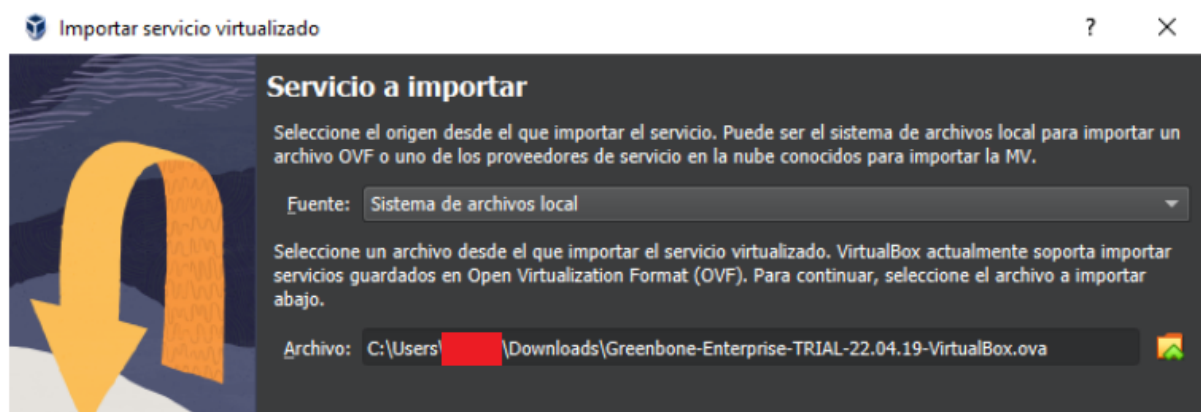 Importar servicio virtualizado
? ×
Servicio a importar
Seleccione el origen desde el que importar el servicio. Puede ser el sistema de archivos local para importar un
archivo OVF o uno de los proveedores de servicio en la nube conocidos para importar la MV.
Fuente: Sistema de archivos local
Seleccione un archivo desde el que importar el servicio virtualizado. VirtualBox actualmente soporta importar
servicios guardados en Open Virtualization Format (OVF). Para continuar, seleccione el archivo a importar
abajo.
Archivo: C:\Users\ \Downloads\Greenbone-Enterprise-TRIAL-22.04.19-VirtualBox.ova